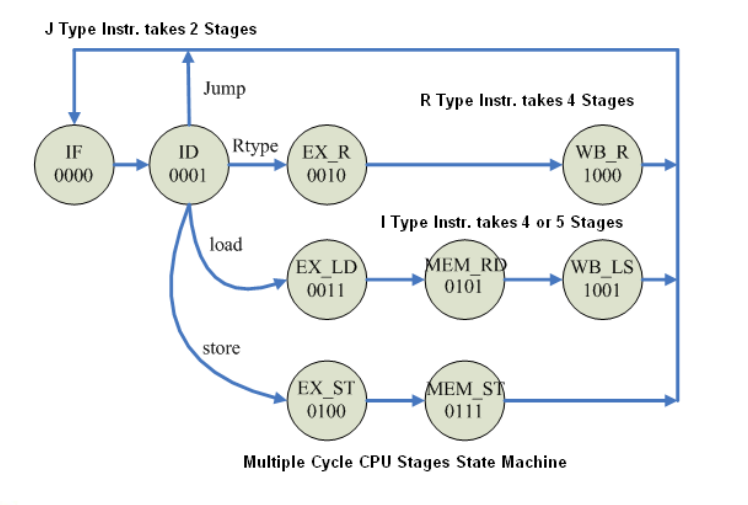 J Type Instr. takes 2 Stages
Jump
R Type Instr. takes 4 Stages
IF
0000
ID
0001
Rtype
EX_R
0010
WB_R
1000
I Type Instr. takes 4 or 5 Stages
load
EX_LD
0011
MEM_RD
0101
WB_LS
1001
store
EX_ST
0100
MEM_ST
0111
Multiple Cycle CPU Stages State Machine